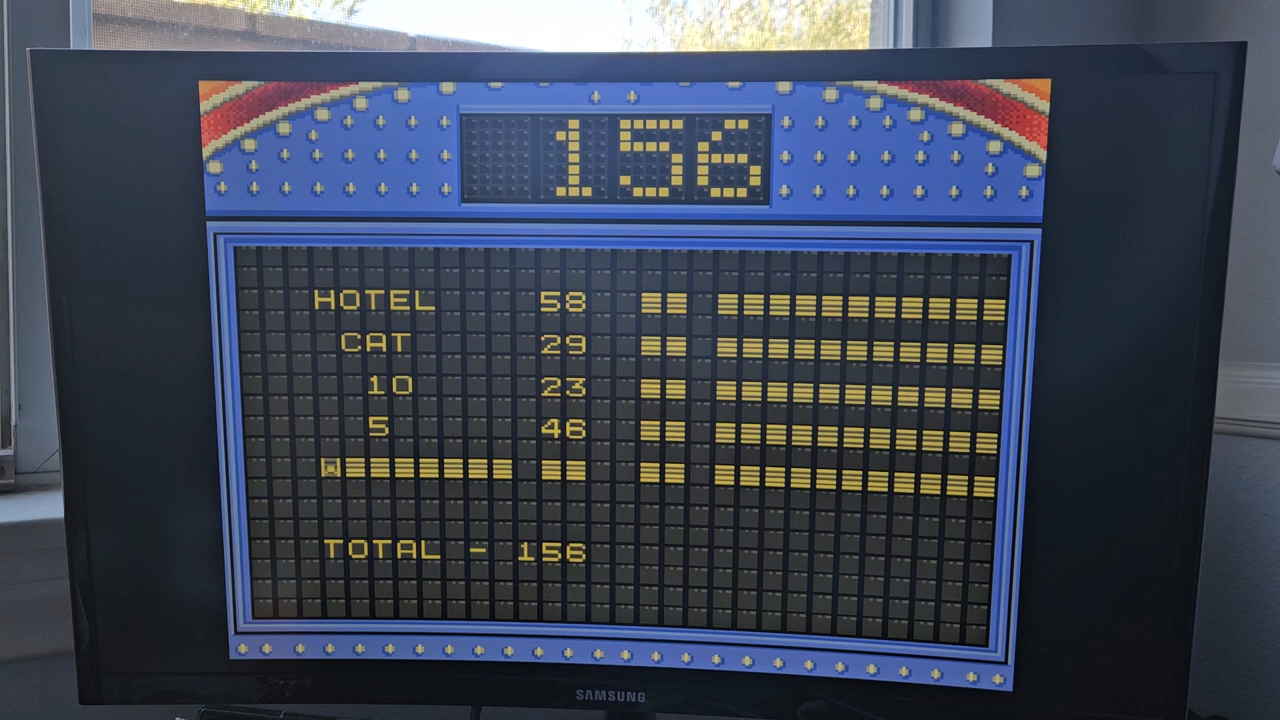 156
HOTEL 58
CAT 29
10 23
5 46
W
TOTAL - 156
SAMSUNG